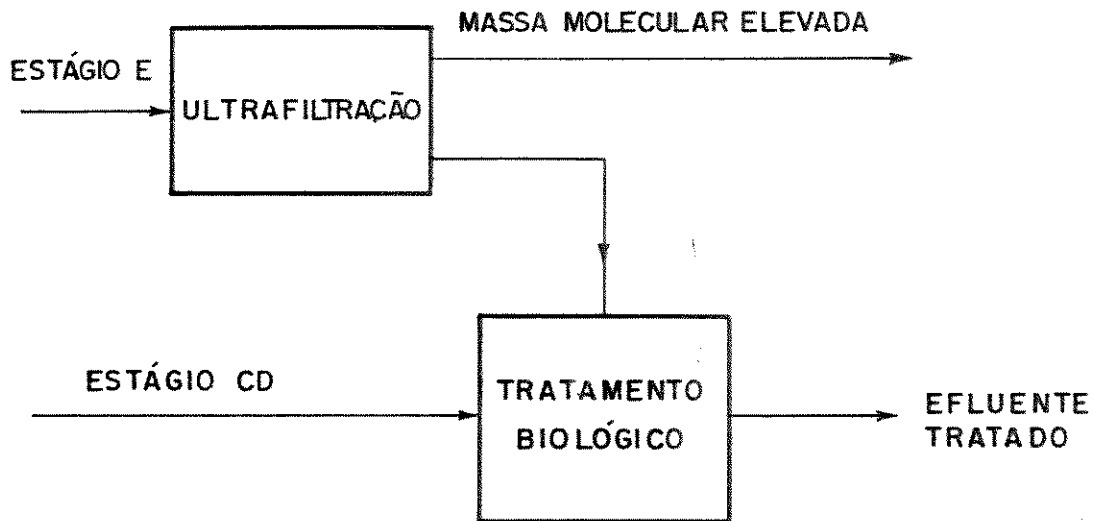 MASSA MOLECULAR ELEVADA
ESTÁGIO E
ULTRAFILTRAÇÃO
ESTÁGIO CD
TRATAMENTO
BIOLÓGICO
EFLUENTE
TRATADO